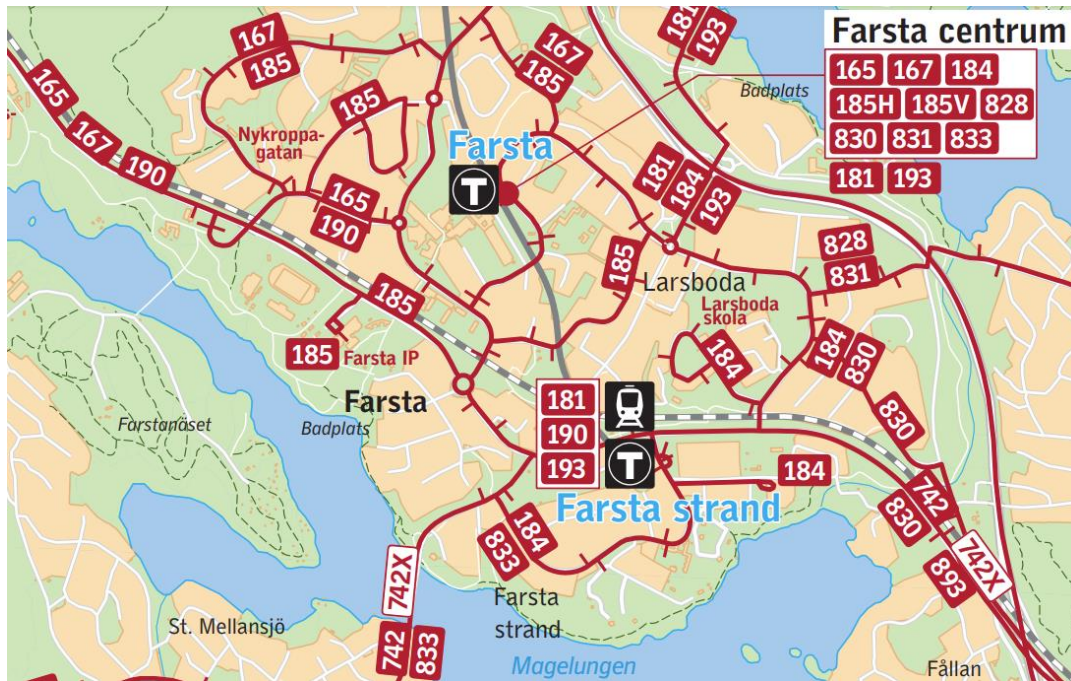 181
193
Farsta centrum
165 167 184
185H 185V 828
830 831 833
181 193
Badplats
167
185
167
185
165
185
Nykroppa-
gatan
Farsta
T
167
190
165
190
181
184
193
185
Larsboda
828
831
Larsboda
skola
185
185
Farsta IP
184
184
830
Farsta
Badplats
Farstanäset
181
190
193
T
Farsta strand
184
830
742
830
742X
893
184
833
742X
Farsta
strand
St. Mellansjö
742
833
Magelungen
Fållan